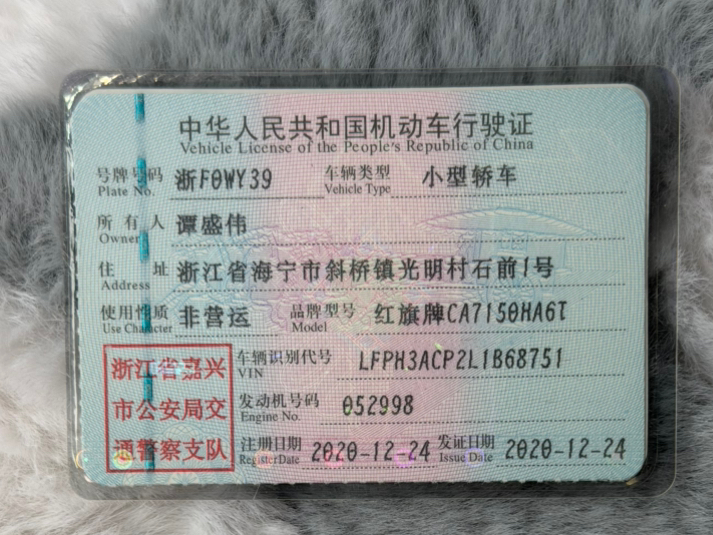 中华人民共和国机动车行驶证
Vehicle License of the People's Republic of China
号牌号码 浙F0WY39 车辆类型 小型轿车
Plate No. Vehicle Type
所有人 谭盛伟
Owner
住址 浙江省海宁市斜桥镇光明村石前1号
Address
使用性质 非营运 品牌型号 红旗牌CA7150HA6T
Use Character Model
浙江省嘉兴 车辆识别代号 LFPH3ACP2L1B68751
VIN
市公安局交 发动机号码 052998
Engine No.
通警察支队 注册日期 2020-12-24 发证日期 2020-12-24
Register Date Issue Date